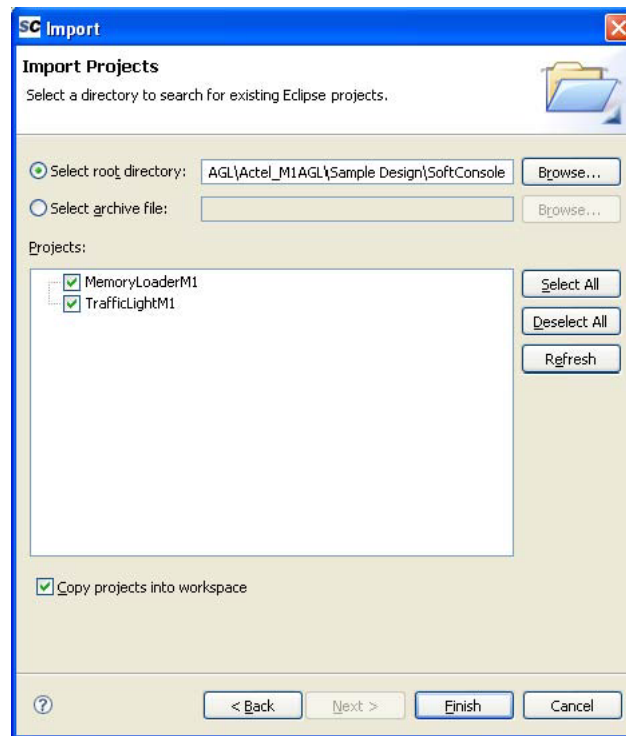 SC Import
Import Projects
Select a directory to search for existing Eclipse projects.
Select root directory: AGL\Actel_M1AGL\Sample Design\SoftConsole Browse...
Select archive file: Browse...
Projects:
MemoryLoaderM1
TrafficLightM1
Select All
Deselect All
Refresh
Copy projects into workspace
? < Back Next > Finish Cancel